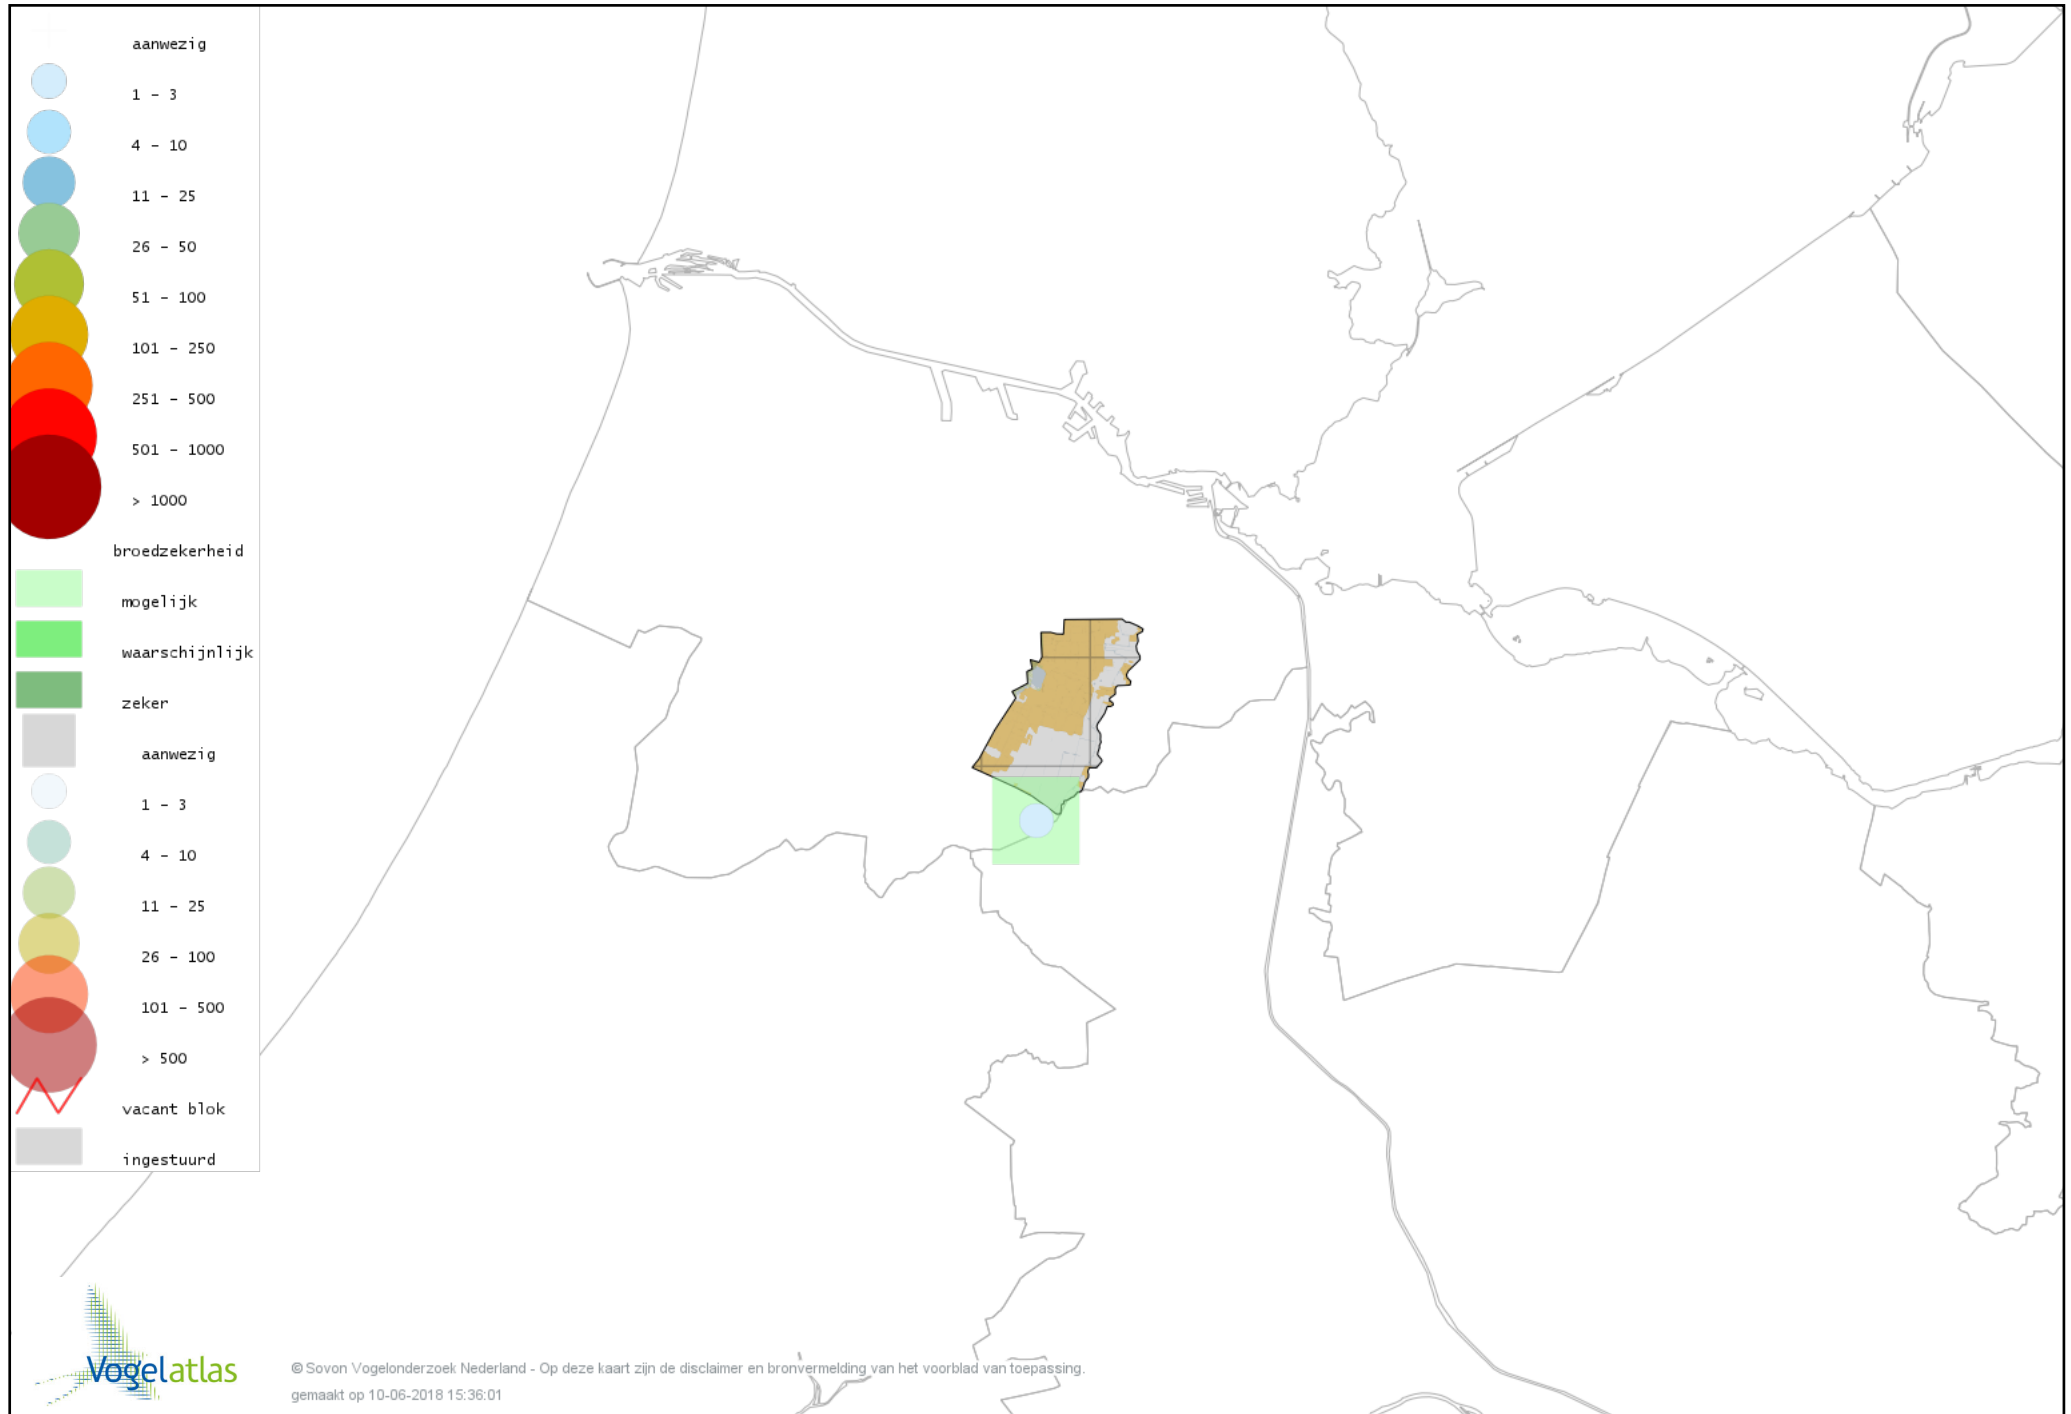 aanwezig
1 - 3
4 - 10
11 - 25
26 - 50
51 - 100
101 - 250
251 - 500
501 - 1000
> 1000
broedzekerheid
mogelijk
waarschijnlijk
zeker
aanwezig
1 - 3
4 - 10
11 - 25
26 - 100
101 - 500
> 500
vacant blok
ingestuurd
Vogelatlas
© Sovon Vogelonderzoek Nederland - Op deze kaart zijn de disclaimer en bronvermelding van het voorblad van toepassing.
gemaakt op 10-06-2018 15:36:01